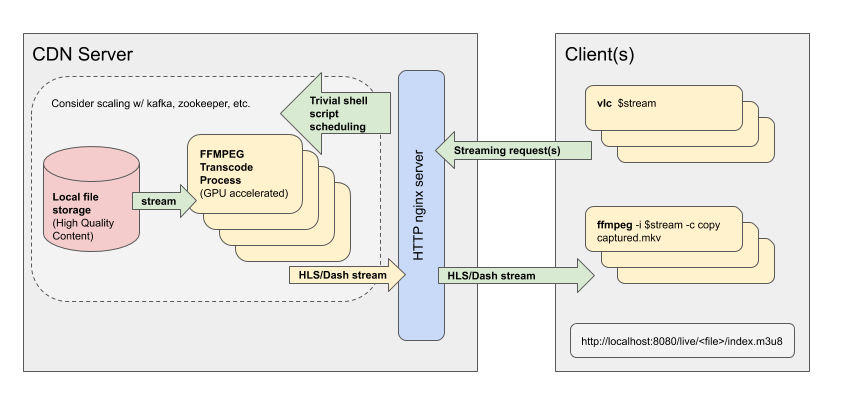 CDN Server
Consider scaling w/ kafka, zookeeper, etc.
Trivial shell
script
scheduling
FFMPEG
Transcode
Process
(GPU accelerated)
Local file
storage
(High Quality
Content)
stream
HLS/Dash stream
HTTP nginx server
Streaming request(s)
HLS/Dash stream
Client(s)
vlc $stream
ffmpeg -i $stream -c copy
captured.mkv
http://localhost:8080/live/<file>/index.m3u8